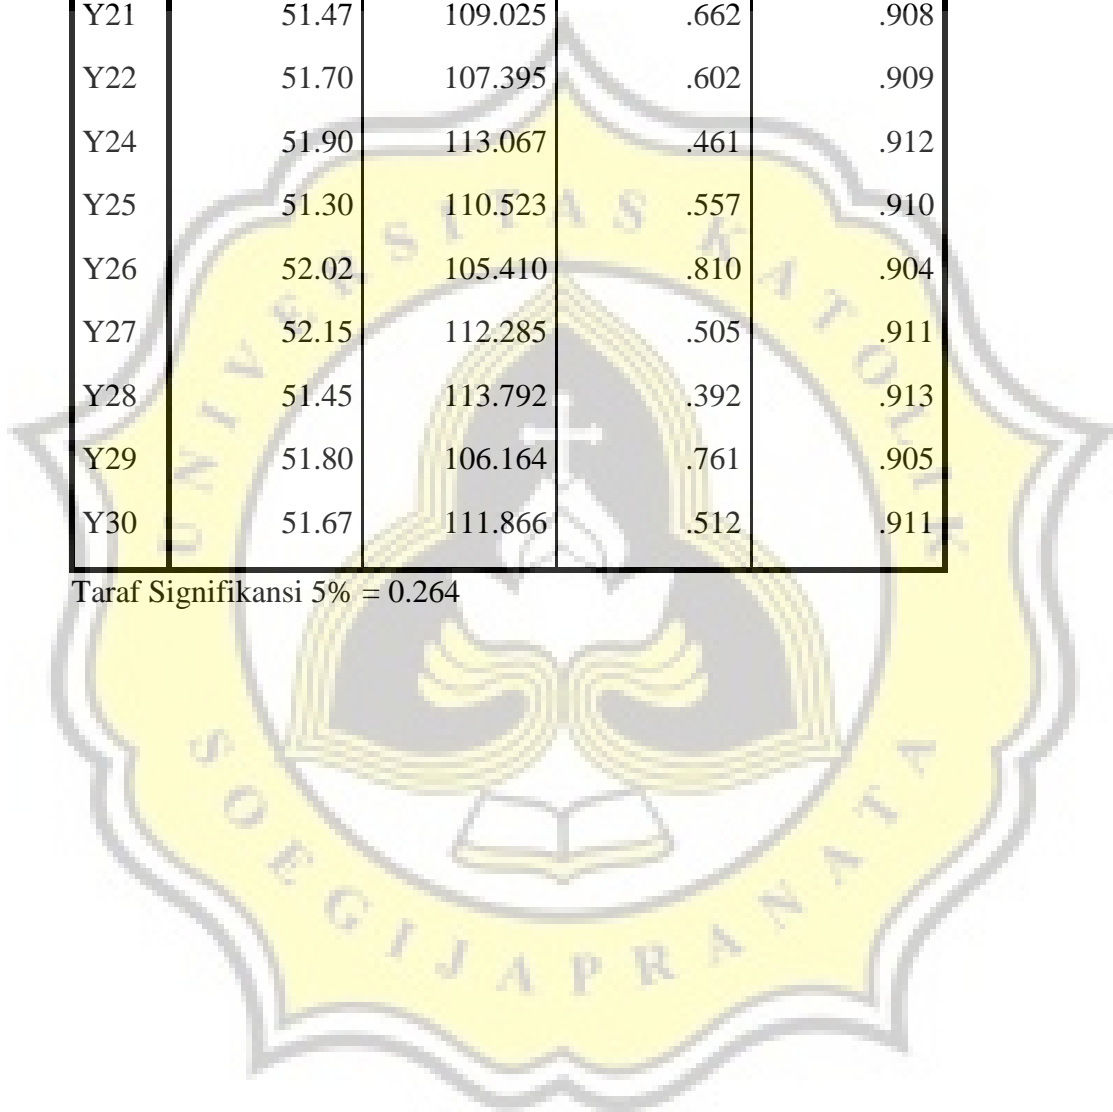 Y21 51.47 109.025 .662 .908
Y22 51.70 107.395 .602 .909
Y24 51.90 113.067 .461 .912
Y25 51.30 110.523 .557 .910
Y26 52.02 105.410 .810 .904
Y27 52.15 112.285 .505 .911
Y28 51.45 113.792 .392 .913
Y29 51.80 106.164 .761 .905
Y30 51.67 111.866 .512 .911
Taraf Signifikansi 5% = 0.264
UNIVERSITAS KATOLIK
SOEGIJAPRANATA